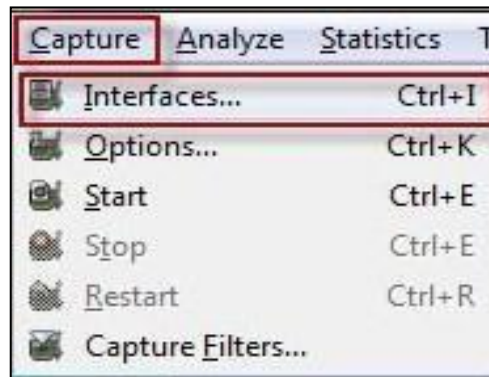 Capture Analyze Statistics T
Interfaces... Ctrl+I
Options... Ctrl+K
Start Ctrl+E
Stop Ctrl+E
Restart Ctrl+R
Capture Filters...